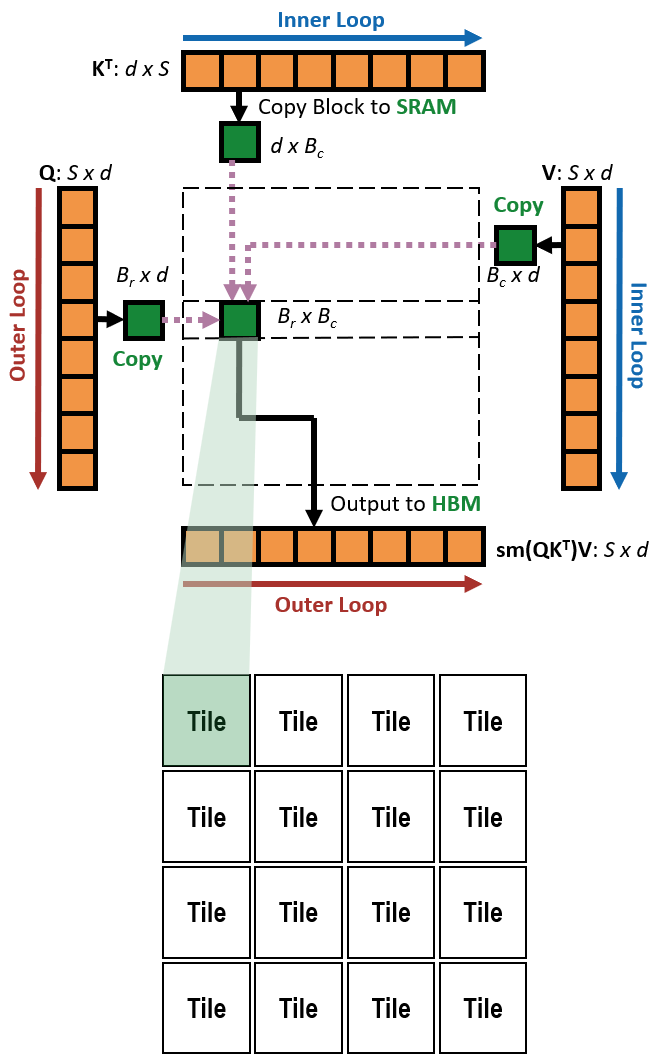 Inner Loop
Kᵀ: d x S
Copy Block to SRAM
d x B_c
Q: S x d
V: S x d
Copy
B_r x d
B_c x d
Outer Loop
Inner Loop
B_r x B_c
Copy
Output to HBM
sm(QKᵀ)V: S x d
Outer Loop
Tile Tile Tile Tile
Tile Tile Tile Tile
Tile Tile Tile Tile
Tile Tile Tile Tile